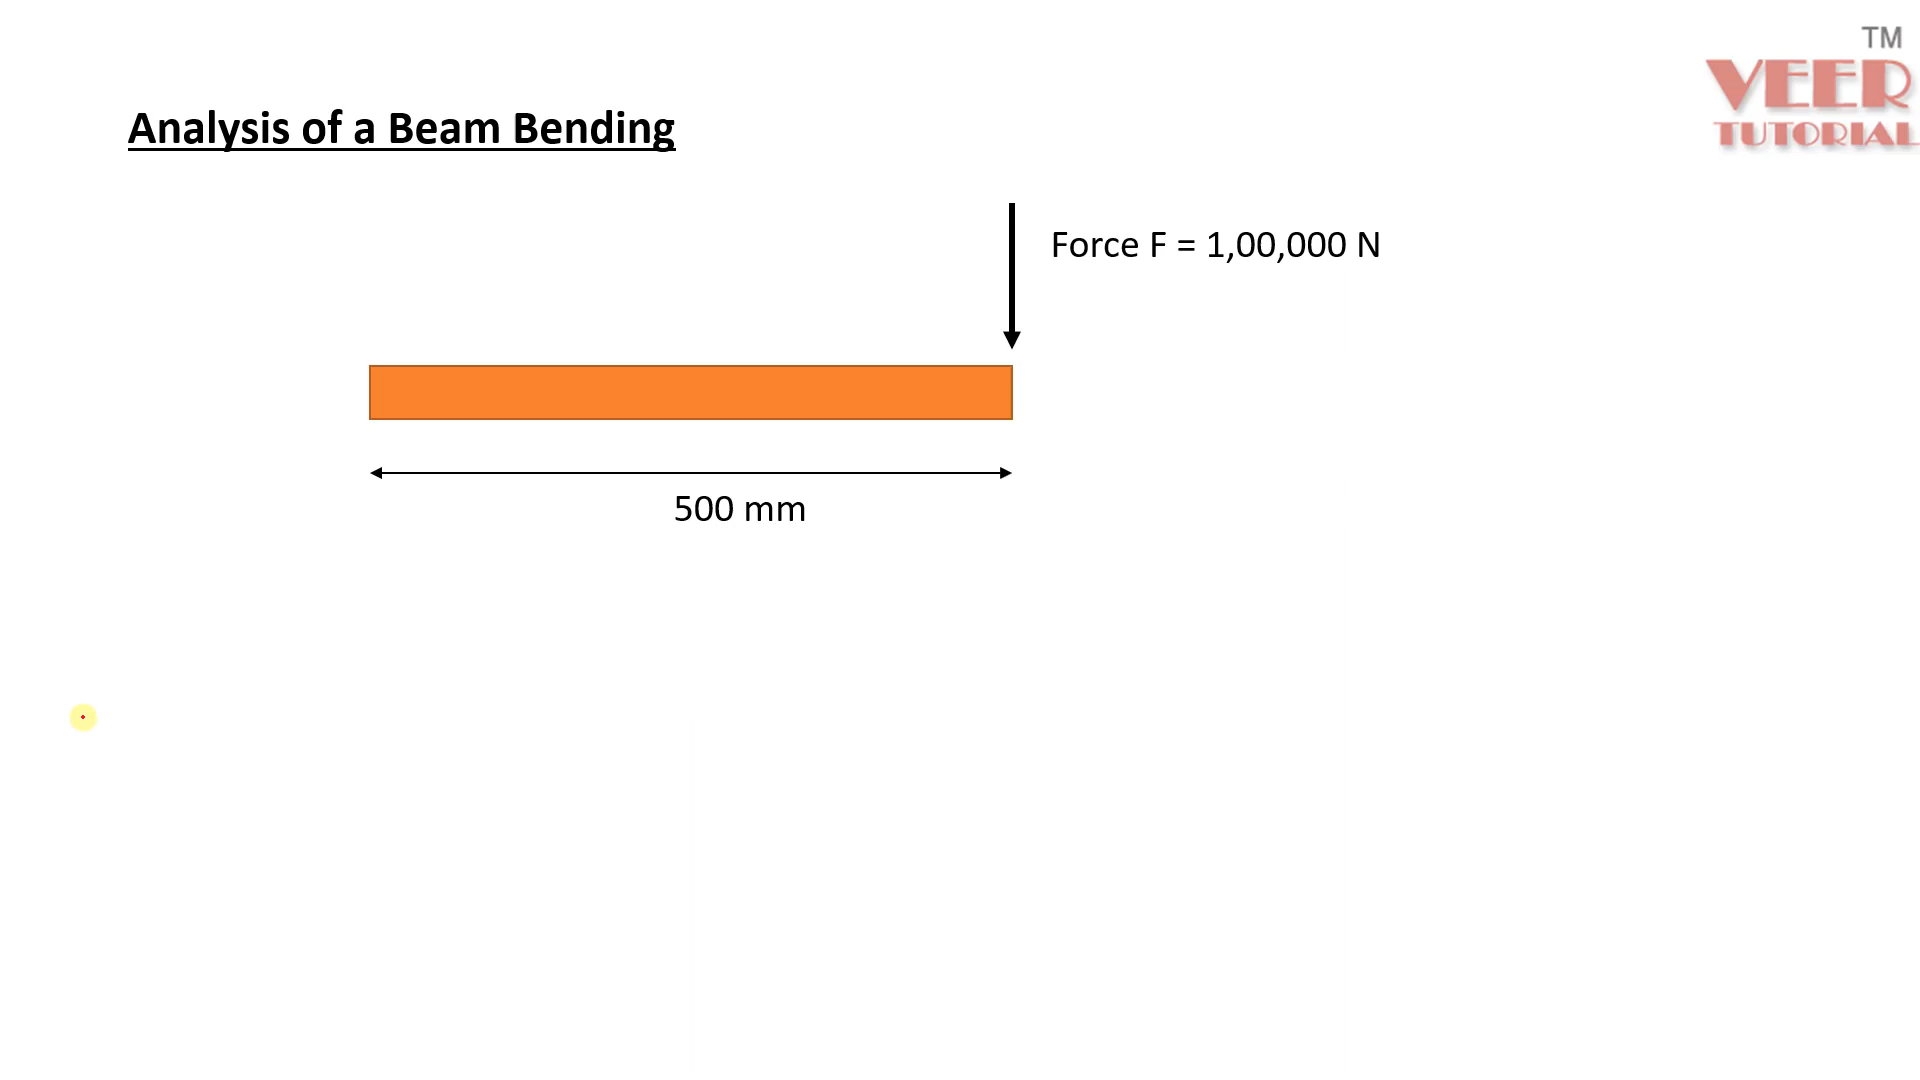 TM
VEER
TUTORIAL
Analysis of a Beam Bending
Force F = 1,00,000 N
500 mm